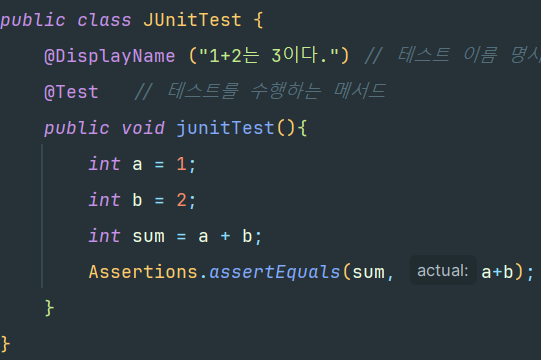 public class JUnitTest {
@DisplayName ("1+2는 3이다.") // 테스트 이름 명시
@Test // 테스트를 수행하는 메서드
public void junitTest(){
int a = 1;
int b = 2;
int sum = a + b;
Assertions.assertEquals(sum, actual: a+b);
}
}